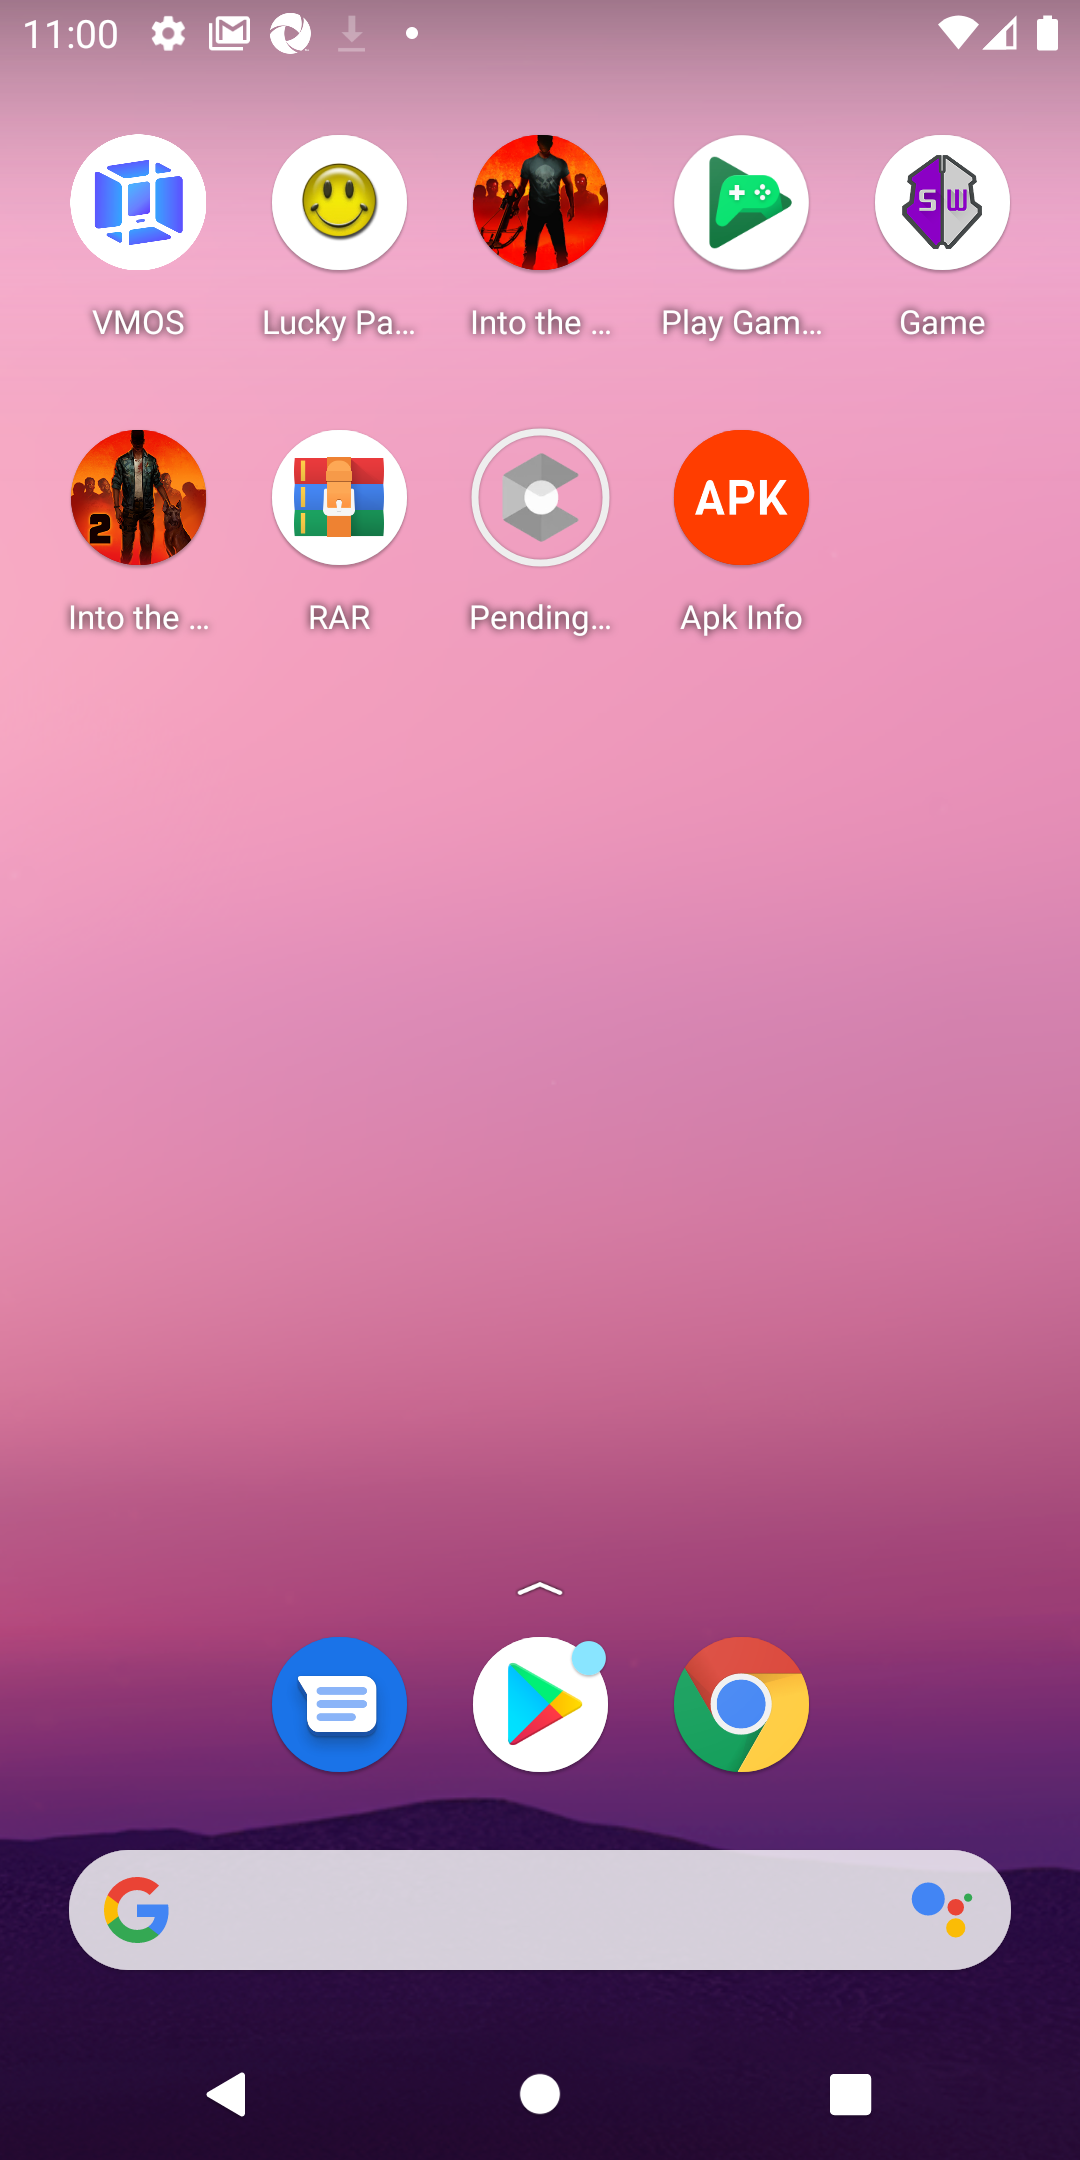 11:00
VMOS
Lucky Pa...
Into the ...
Play Gam...
Game
SW
Into the ...
2
RAR
Pending...
APK
Apk Info